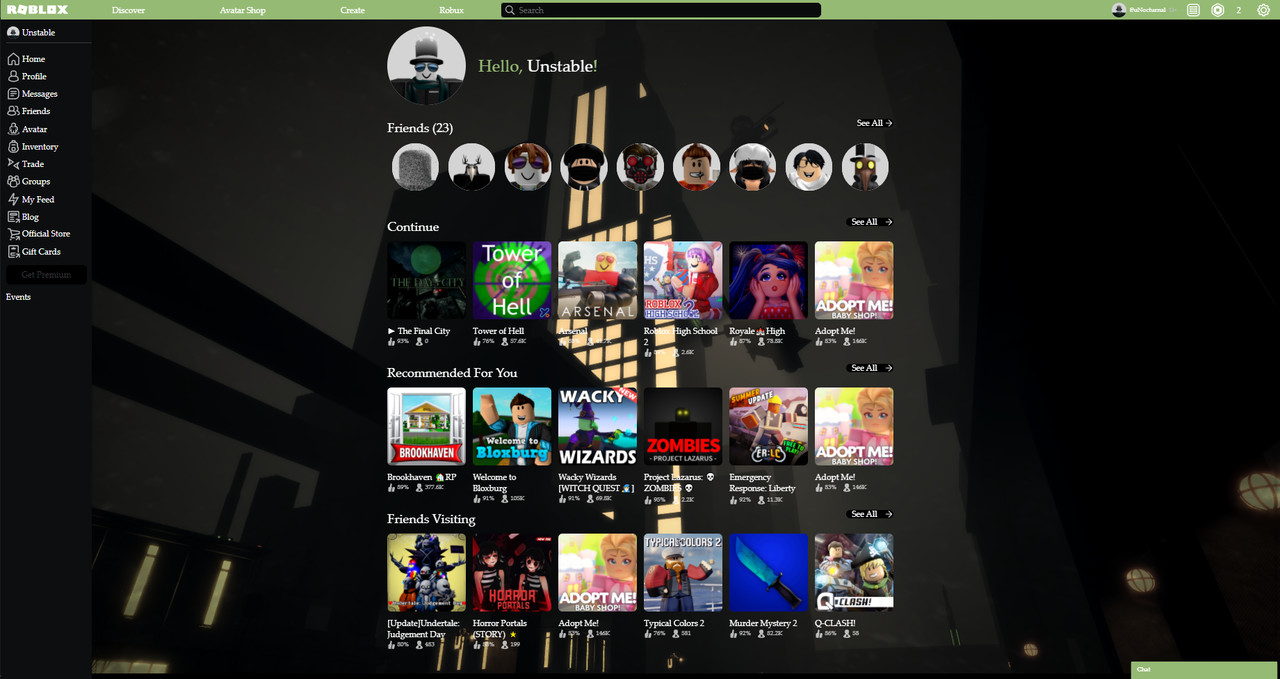 ROBLOX
Discover
Avatar Shop
Create
Robux
Search
2
Unstable
Home
Profile
Messages
Friends
Avatar
Inventory
Trade
Groups
My Feed
Blog
Official Store
Gift Cards
Get Premium
Events
Hello, Unstable!
Friends (23)
See All →
Continue
See All →
THE FINAL CITY
Tower of Hell
ARSENAL
HS
ROBLOX HIGH SCHOOL 2
ADOPT ME!
BABY SHOP!
► The Final City
93% 0
Tower of Hell
76% 57.6K
Arsenal
Roblox High School 2
2.6K
Royale High
87% 78.8K
Adopt Me!
83% 146K
Recommended For You
See All →
BROOKHAVEN
Welcome to Bloxburg
WACKY WIZARDS
NEW
ZOMBIES
- PROJECT LAZARUS -
SUMMER UPDATE
FREE TO PLAY!
ER:LC
ADOPT ME!
BABY SHOP!
Brookhaven RP
89% 377.6K
Welcome to Bloxburg
91% 105K
Wacky Wizards [WITCH QUEST]
91% 69.8K
Project Lazarus: ZOMBIES
95% 2.2K
Emergency Response: Liberty
92% 11.3K
Adopt Me!
83% 146K
Friends Visiting
See All →
Undertale: Judgement Day
HORROR PORTALS
ADOPT ME!
BABY SHOP!
TYPICAL COLORS 2
Q-CLASH!
[Update]Undertale: Judgement Day
80% 483
Horror Portals (STORY) ★
199
Adopt Me!
83% 146K
Typical Colors 2
76% 581
Murder Mystery 2
92% 82.2K
Q-CLASH!
86% 58
Chat